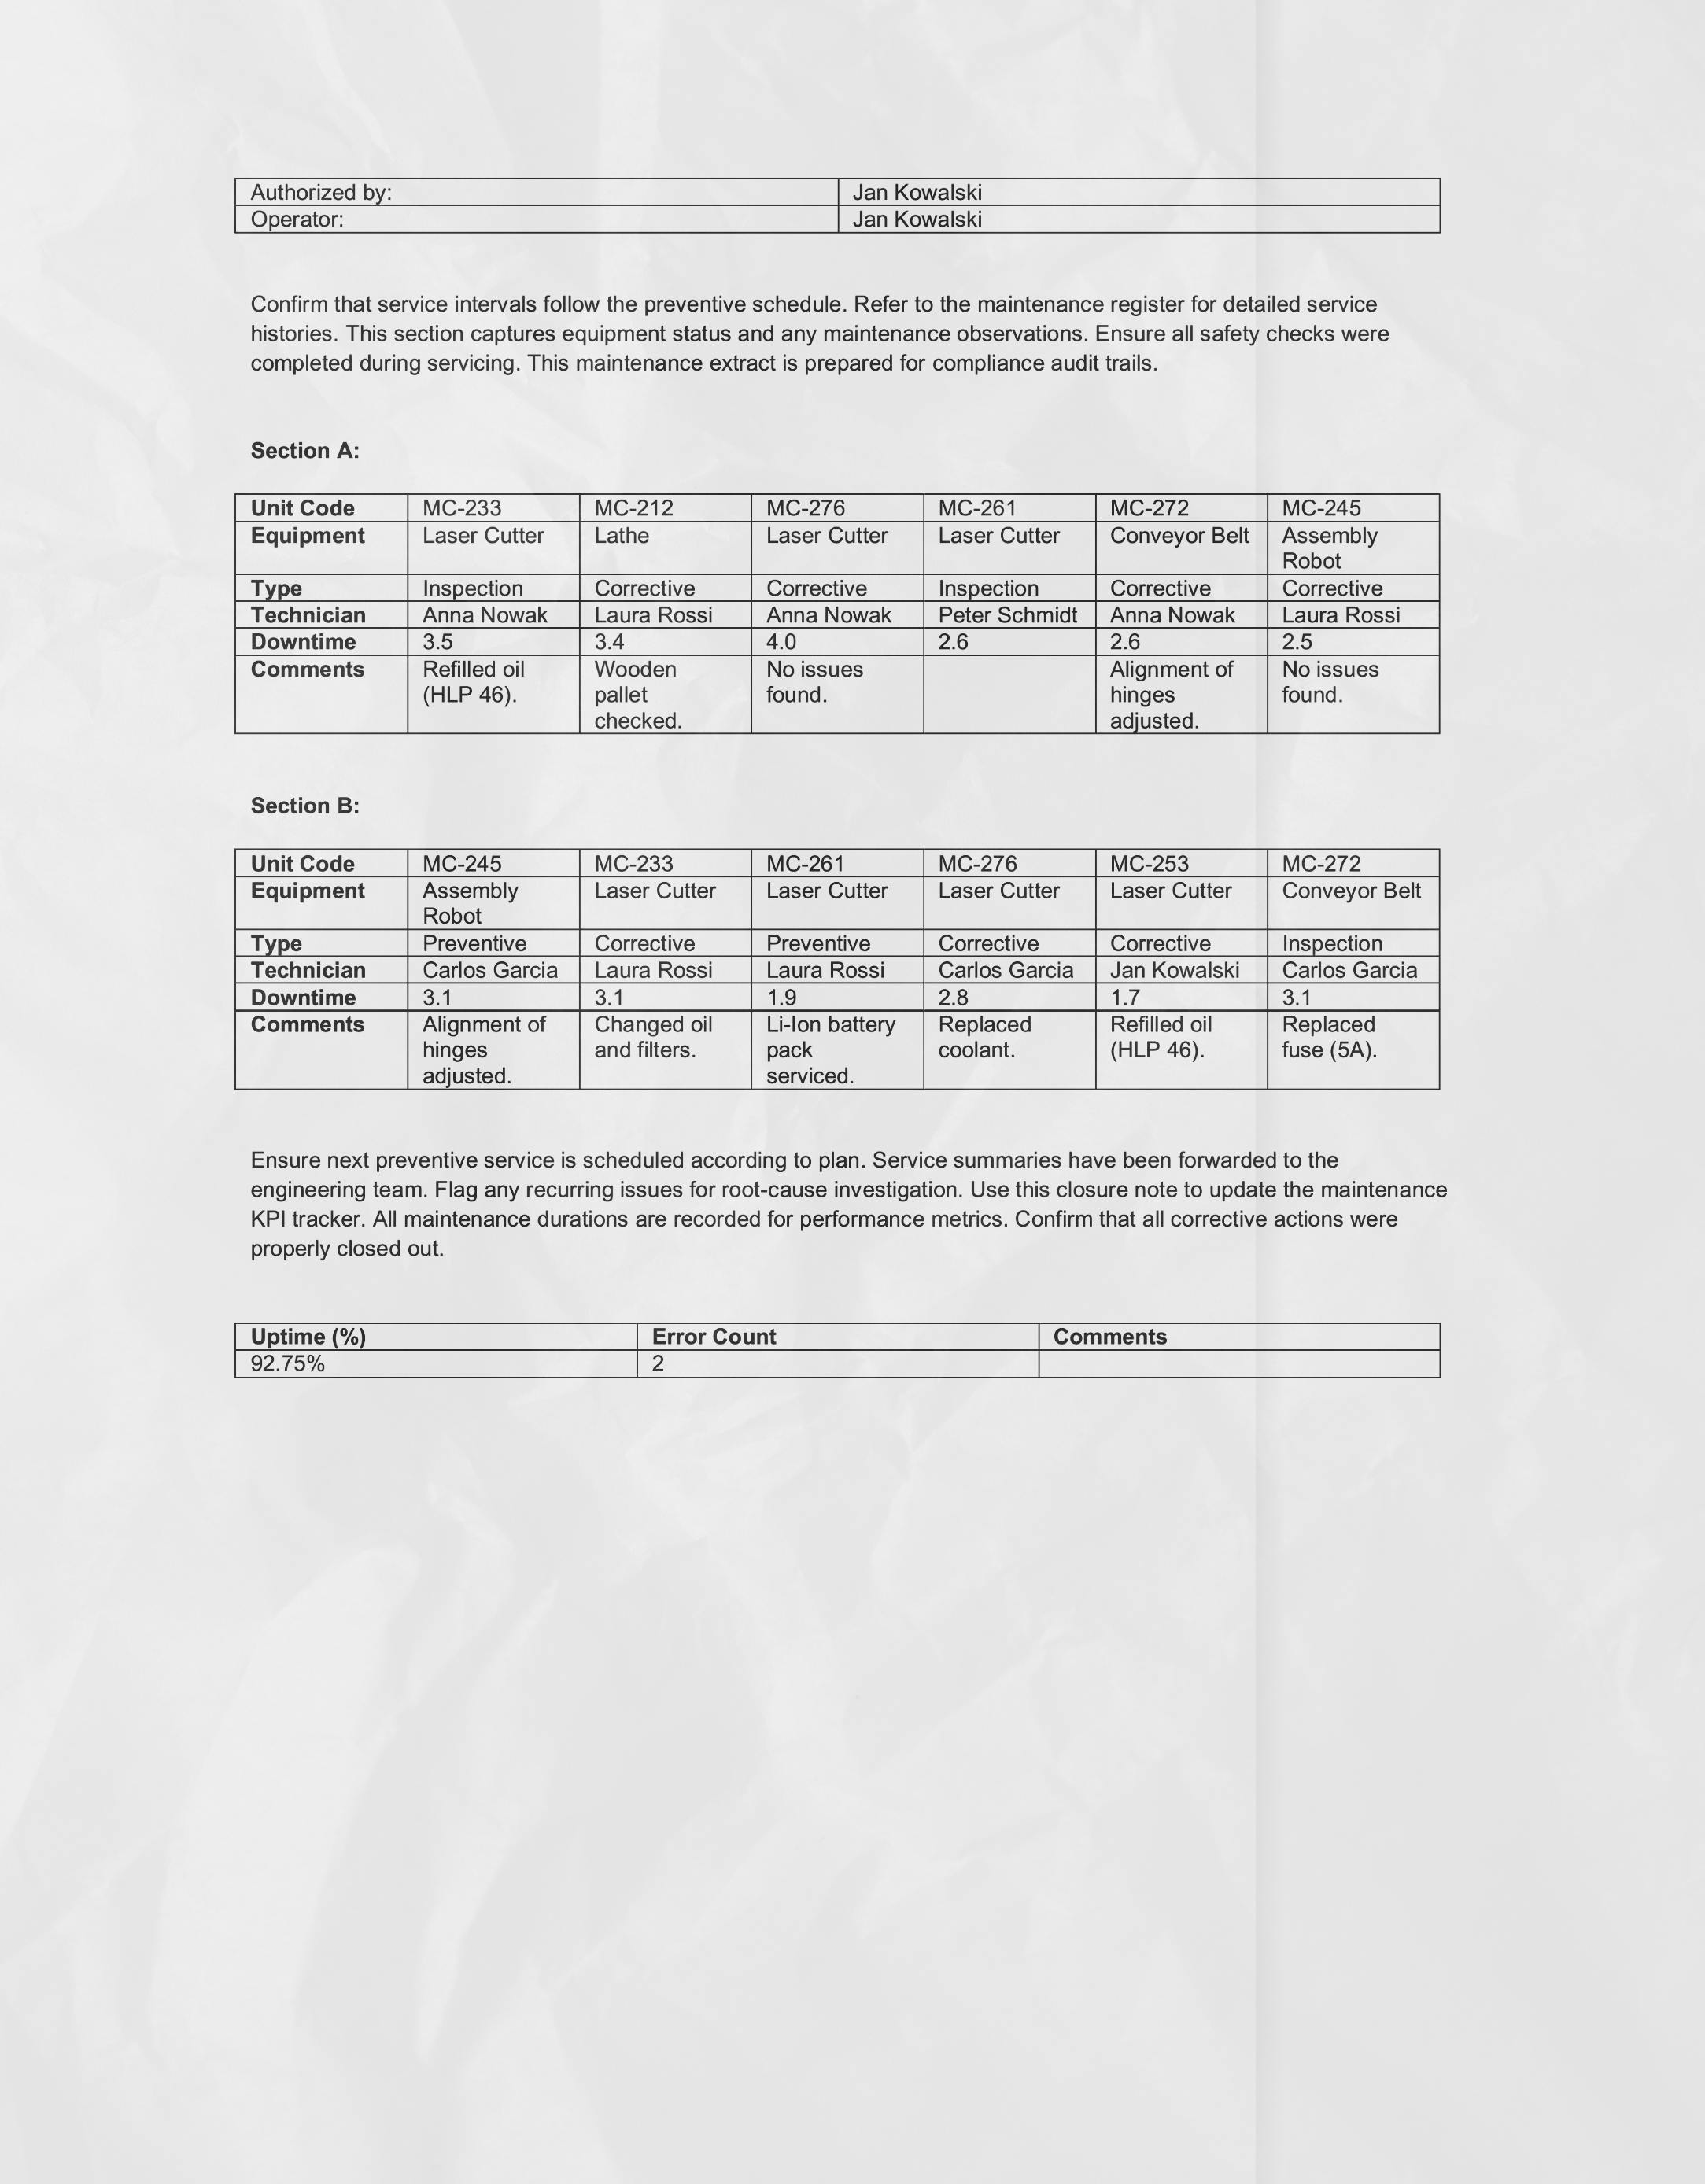 Authorized by: Jan Kowalski
Operator: Jan Kowalski
Confirm that service intervals follow the preventive schedule. Refer to the maintenance register for detailed service
histories. This section captures equipment status and any maintenance observations. Ensure all safety checks were
completed during servicing. This maintenance extract is prepared for compliance audit trails.
Section A:
Unit Code MC-233 MC-212 MC-276 MC-261 MC-272 MC-245
Equipment Laser Cutter Lathe Laser Cutter Laser Cutter Conveyor Belt Assembly
Robot
Type Inspection Corrective Corrective Inspection Corrective Corrective
Technician Anna Nowak Laura Rossi Anna Nowak Peter Schmidt Anna Nowak Laura Rossi
Downtime 3.5 3.4 4.0 2.6 2.6 2.5
Comments Refilled oil Wooden No issues Alignment of No issues
(HLP 46). pallet found. hinges found.
checked. adjusted.
Section B:
Unit Code MC-245 MC-233 MC-261 MC-276 MC-253 MC-272
Equipment Assembly Laser Cutter Laser Cutter Laser Cutter Laser Cutter Conveyor Belt
Robot
Type Preventive Corrective Preventive Corrective Corrective Inspection
Technician Carlos Garcia Laura Rossi Laura Rossi Carlos Garcia Jan Kowalski Carlos Garcia
Downtime 3.1 3.1 1.9 2.8 1.7 3.1
Comments Alignment of Changed oil Li-Ion battery Replaced Refilled oil Replaced
hinges and filters. pack coolant. (HLP 46). fuse (5A).
adjusted. serviced.
Ensure next preventive service is scheduled according to plan. Service summaries have been forwarded to the
engineering team. Flag any recurring issues for root-cause investigation. Use this closure note to update the maintenance
KPI tracker. All maintenance durations are recorded for performance metrics. Confirm that all corrective actions were
properly closed out.
Uptime (%) Error Count Comments
92.75% 2